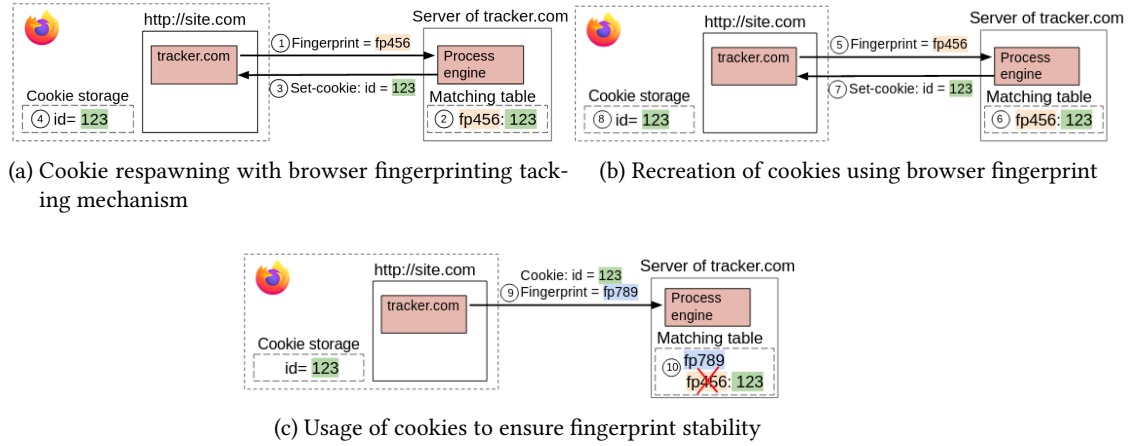 http://site.com
Server of tracker.com
tracker.com
① Fingerprint = fp456
Process
engine
③ Set-cookie: id = 123
Cookie storage
④ id= 123
Matching table
② fp456: 123
(a) Cookie respawning with browser fingerprinting tack-
ing mechanism
http://site.com
Server of tracker.com
tracker.com
⑤ Fingerprint = fp456
Process
engine
⑦ Set-cookie: id = 123
Cookie storage
⑧ id= 123
Matching table
⑥ fp456: 123
(b) Recreation of cookies using browser fingerprint
http://site.com
Server of tracker.com
tracker.com
Cookie: id = 123
⑨ Fingerprint = fp789
Process
engine
Cookie storage
id= 123
Matching table
⑩ fp789
fp456: 123
(c) Usage of cookies to ensure fingerprint stability